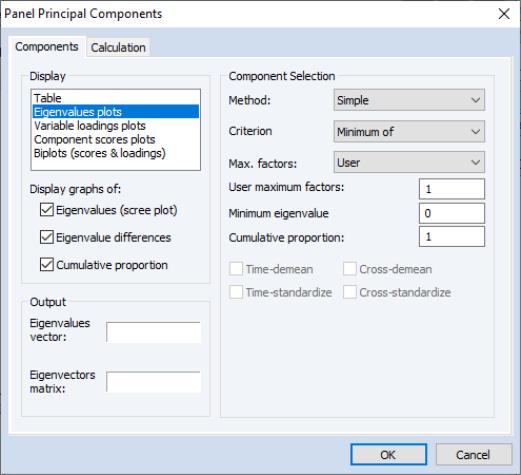 Panel Principal Components
Components
Calculation
Display
Table
Eigenvalues plots
Variable loadings plots
Component scores plots
Biplots (scores & loadings)
Display graphs of:
Eigenvalues (scree plot)
Eigenvalue differences
Cumulative proportion
Output
Eigenvalues
vector:
Eigenvectors
matrix:
Component Selection
Method: Simple
Criterion Minimum of
Max. factors: User
User maximum factors: 1
Minimum eigenvalue 0
Cumulative proportion: 1
Time-demean Cross-demean
Time-standardize Cross-standardize
OK Cancel